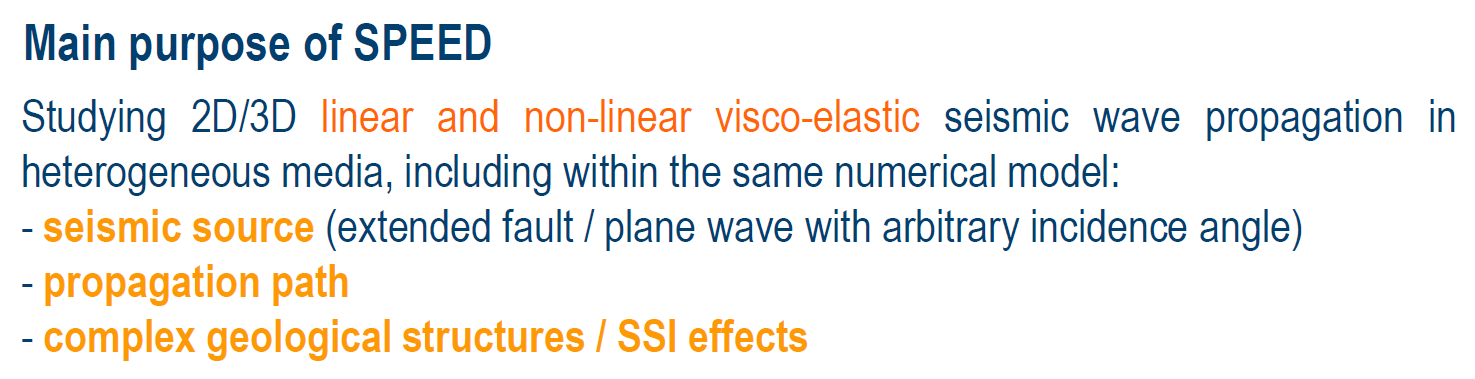 Main purpose of SPEED
Studying 2D/3D linear and non-linear visco-elastic seismic wave propagation in
heterogeneous media, including within the same numerical model:
- seismic source (extended fault / plane wave with arbitrary incidence angle)
- propagation path
- complex geological structures / SSI effects